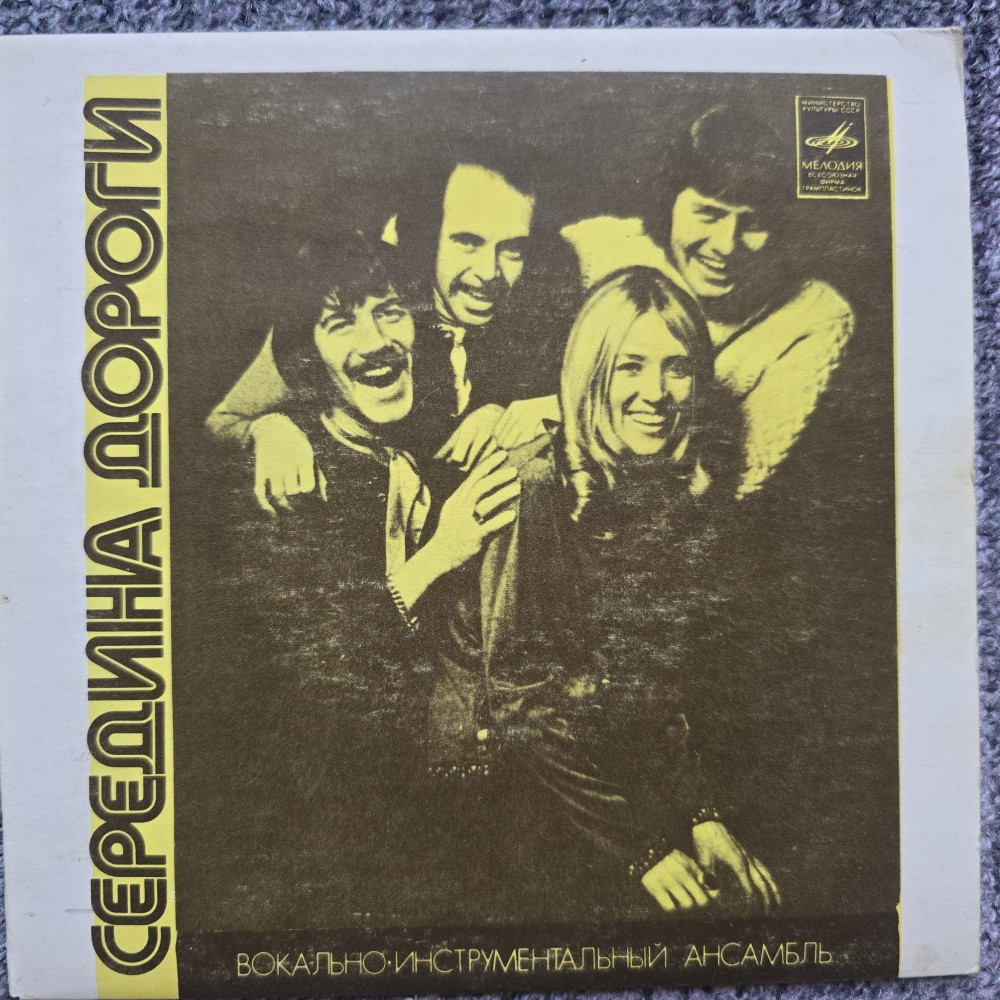 СЕРЕДИНА ДОРОГИ
МИНИСТЕРСТВО
КУЛЬТУРЫ СССР
МЕЛОДИЯ
ВСЕСОЮЗНАЯ
ФИРМА
ГРАМПЛАСТИНОК
ВОКАЛЬНО·ИНСТРУМЕНТАЛЬНЫЙ АНСАМБЛЬ